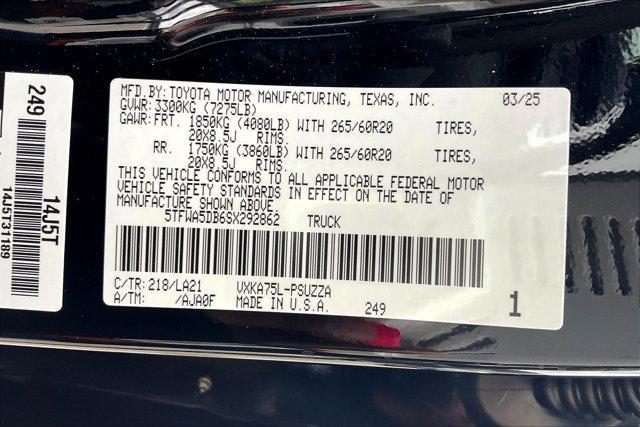 MFD.BY:TOYOTA MOTOR MANUFACTURING, TEXAS, INC. 03/25
GVWR:3300KG (7275LB)
GAWR:FRT. 1850KG (4080LB) WITH 265/60R20 TIRES,
20X8.5J RIMS
RR. 1750KG (3860LB) WITH 265/60R20 TIRES,
20X8.5J RIMS
THIS VEHICLE CONFORMS TO ALL APPLICABLE FEDERAL MOTOR
VEHICLE SAFETY STANDARDS IN EFFECT ON THE DATE OF
MANUFACTURE SHOWN ABOVE.
5TFWA5DB6SX292862 TRUCK
C/TR:218/LA21 VXKA75L-PSUZZA
A/TM: /AJA0F MADE IN U.S.A. 249 1
249
14J5T
14J5T31189